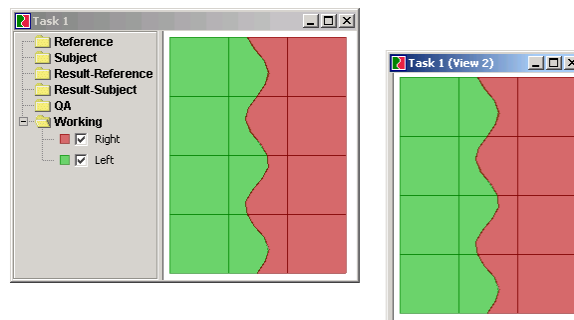 Task 1
Reference
Subject
Result-Reference
Result-Subject
QA
Working
Right
Left
Task 1 (View 2)